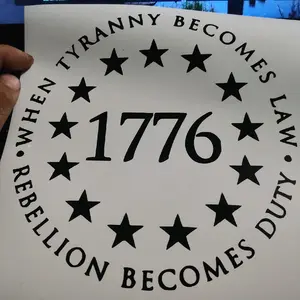 • WHEN TYRANNY BECOMES LAW •
1776
REBELLION BECOMES DUTY